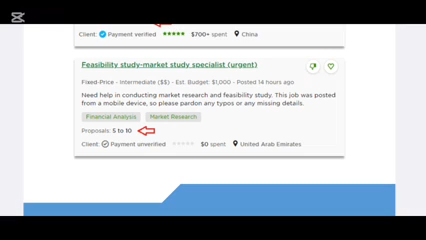 Client: Payment verified $700+ spent China
Feasibility study-market study specialist (urgent)
Fixed-Price - Intermediate ($$) - Est. Budget: $1,000 - Posted 14 hours ago
Need help in conducting market research and feasibility study. This job was posted
from a mobile device, so please pardon any typos or any missing details.
Financial Analysis Market Research
Proposals: 5 to 10
Client: Payment unverified $0 spent United Arab Emirates